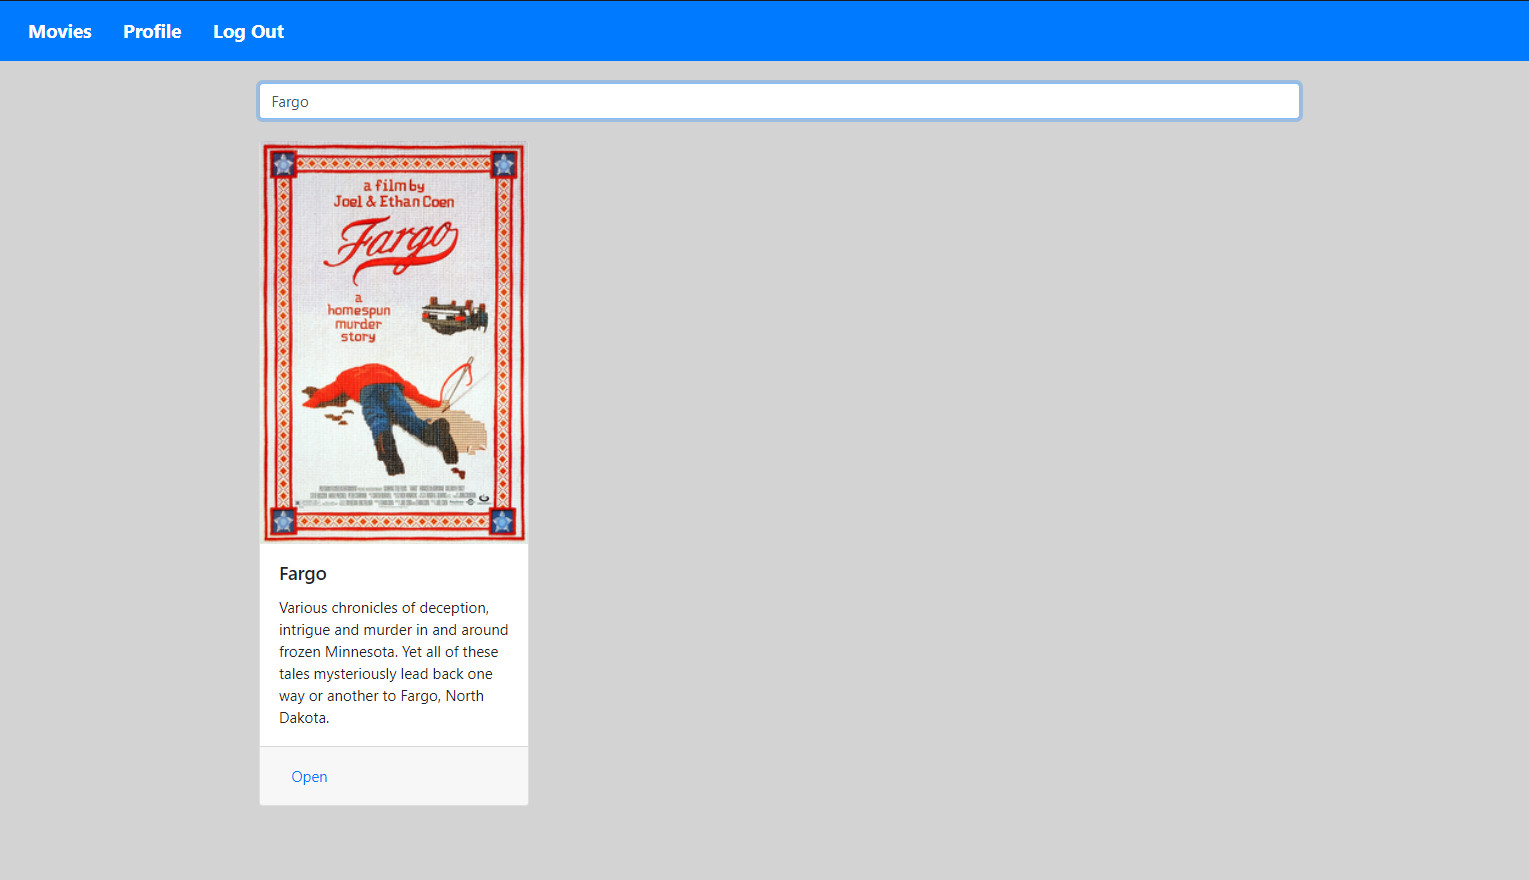 Movies Profile Log Out
Fargo
a film by
Joel & Ethan Coen
Fargo
a
homespun
murder
story
Fargo
Various chronicles of deception,
intrigue and murder in and around
frozen Minnesota. Yet all of these
tales mysteriously lead back one
way or another to Fargo, North
Dakota.
Open